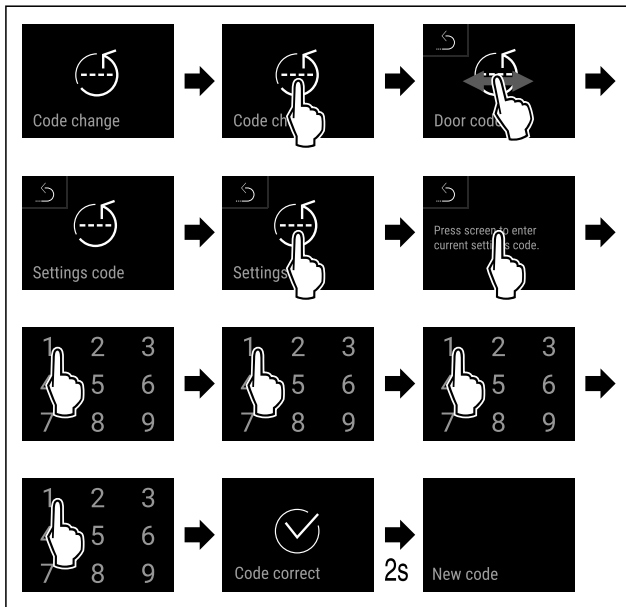 Code change
Code ch
Door cod
Settings code
Settings
Press screen to enter
current settings code.
1 2 3
5 6
7 8 9
1 2 3
5 6
7 8 9
1 2 3
5 6
7 8 9
1 2 3
5 6
7 8 9
Code correct
2s
New code